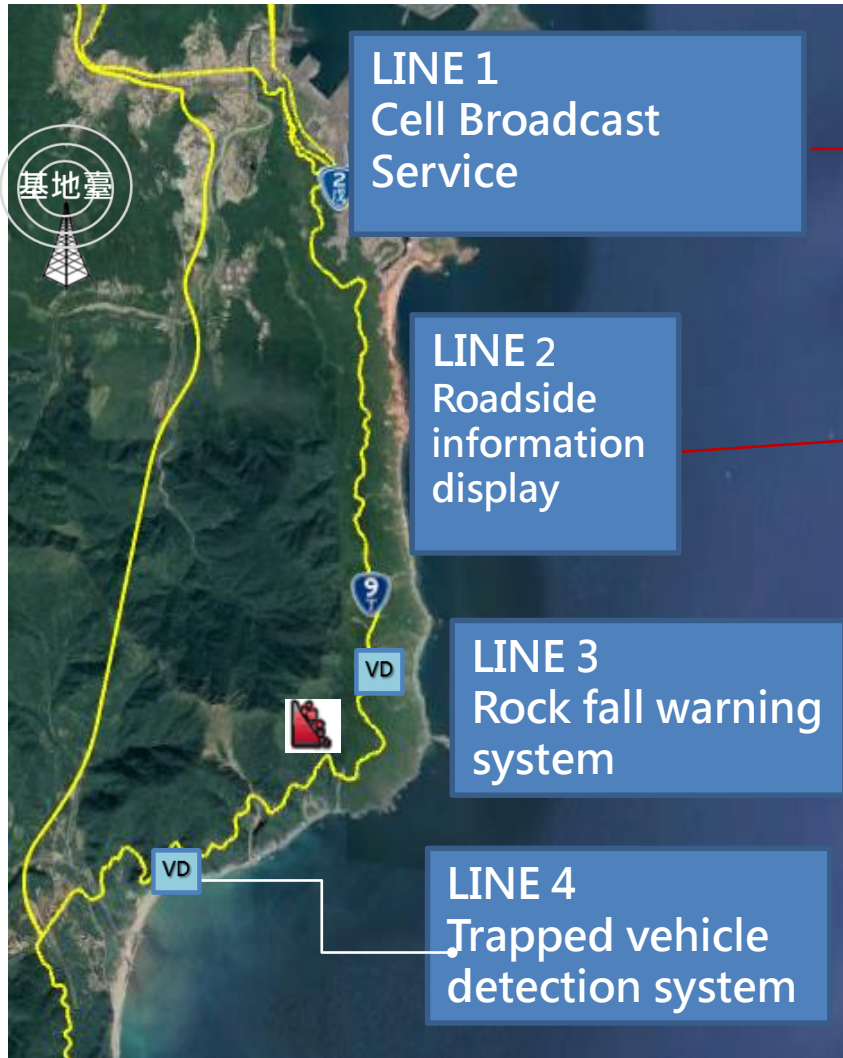 LINE 1
Cell Broadcast
Service
基地臺
2
LINE 2
Roadside
information
display
9
T
VD
LINE 3
Rock fall warning
system
VD
LINE 4
Trapped vehicle
detection system